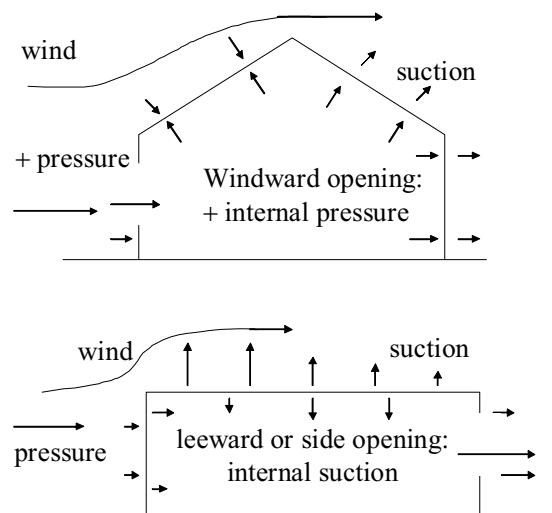 wind
suction
+ pressure
Windward opening:
+ internal pressure
wind
suction
pressure
leeward or side opening:
internal suction